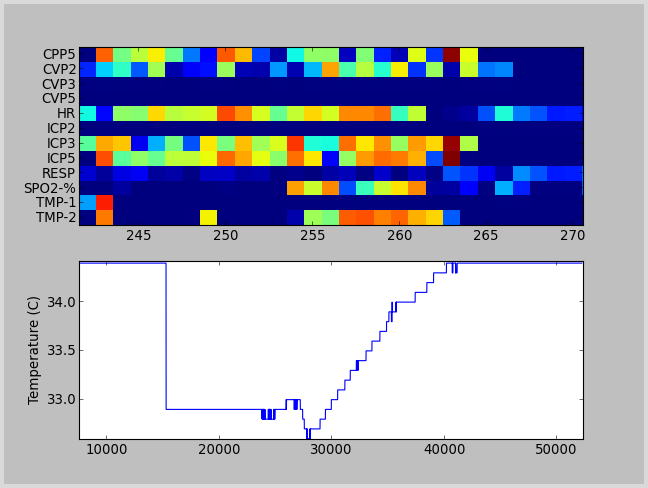 CPP5
CVP2
CVP3
CVP5
HR
ICP2
ICP3
ICP5
RESP
SPO2-%
TMP-1
TMP-2
245 250 255 260 265 270
Temperature (C)
34.0
33.5
33.0
10000 20000 30000 40000 50000